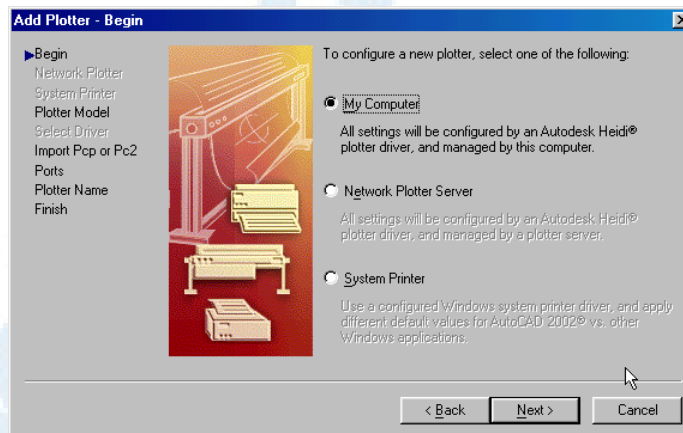 Add Plotter - Begin
Begin
Network Plotter
System Printer
Plotter Model
Select Driver
Import Pcp or Pc2
Ports
Plotter Name
Finish
To configure a new plotter, select one of the following:
My Computer
All settings will be configured by an Autodesk Heidi®
plotter driver, and managed by this computer.
Network Plotter Server
All settings will be configured by an Autodesk Heidi®
plotter driver, and managed by a plotter server.
System Printer
Use a configured Windows system printer driver, and apply
different default values for AutoCAD 2002® vs. other
Windows applications.
< Back
Next >
Cancel